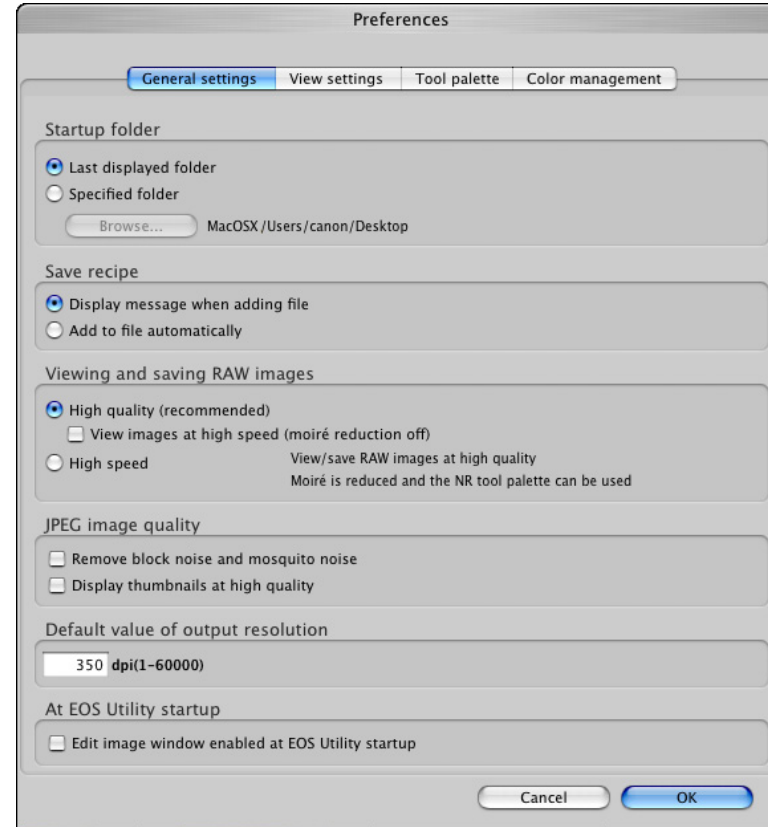 Preferences
General settings View settings Tool palette Color management
Startup folder
Last displayed folder
Specified folder
Browse... MacOSX/Users/canon/Desktop
Save recipe
Display message when adding file
Add to file automatically
Viewing and saving RAW images
High quality (recommended)
View images at high speed (moiré reduction off)
High speed View/save RAW images at high quality
Moiré is reduced and the NR tool palette can be used
JPEG image quality
Remove block noise and mosquito noise
Display thumbnails at high quality
Default value of output resolution
350 dpi(1-60000)
At EOS Utility startup
Edit image window enabled at EOS Utility startup
Cancel OK